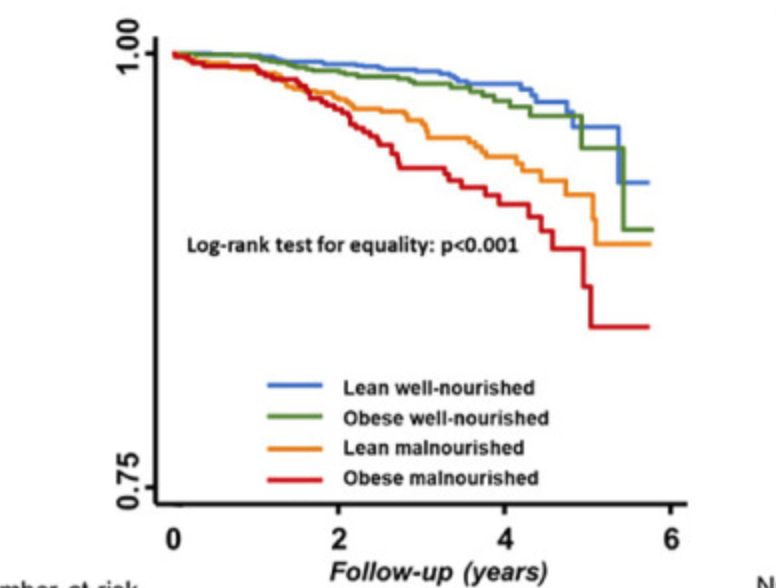 1.00
Log-rank test for equality: p<0.001
Lean well-nourished
Obese well-nourished
Lean malnourished
Obese malnourished
0.75
0 2 4 6
Follow-up (years)